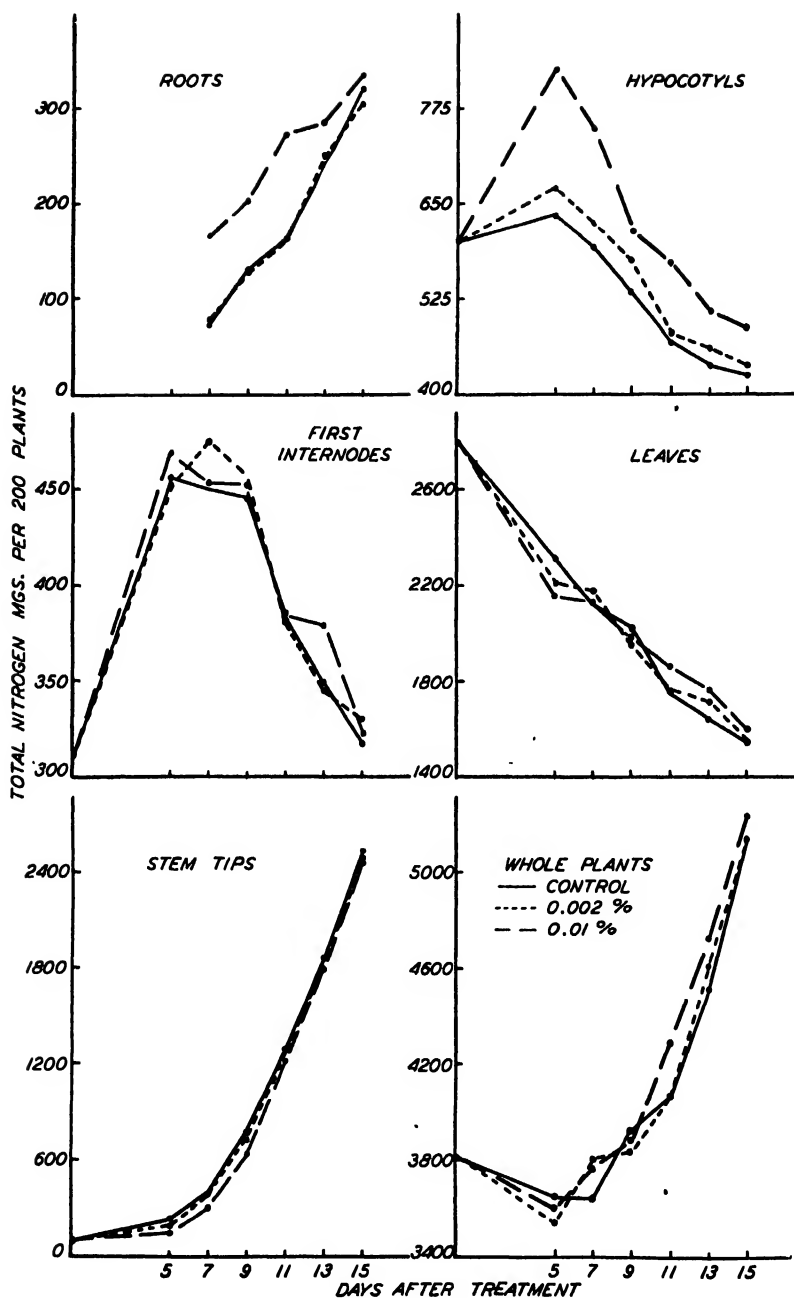 ROOTS
300
200
100
0
HYPOCOTYLS
775
650
525
400
TOTAL NITROGEN MGS. PER 200 PLANTS
FIRST
INTERNODES
450
400
350
300
LEAVES
2600
2200
1800
1400
STEM TIPS
2400
1800
1200
600
0
WHOLE PLANTS
CONTROL
0.002 %
0.01 %
5000
4600
4200
3800
3400
5 7 9 11 13 15
5 7 9 11 13 15
DAYS AFTER TREATMENT